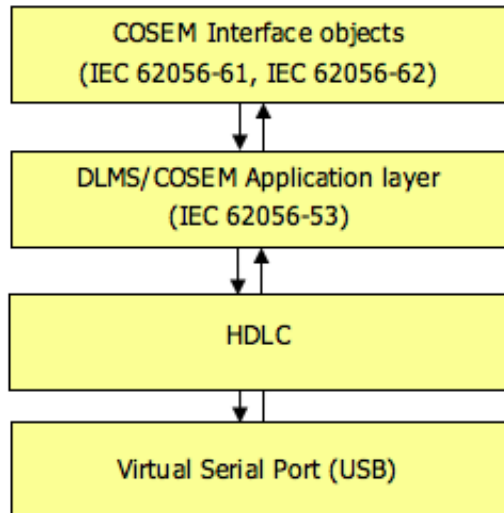 COSEM Interface objects
(IEC 62056-61, IEC 62056-62)
DLMS/COSEM Application layer
(IEC 62056-53)
HDLC
Virtual Serial Port (USB)